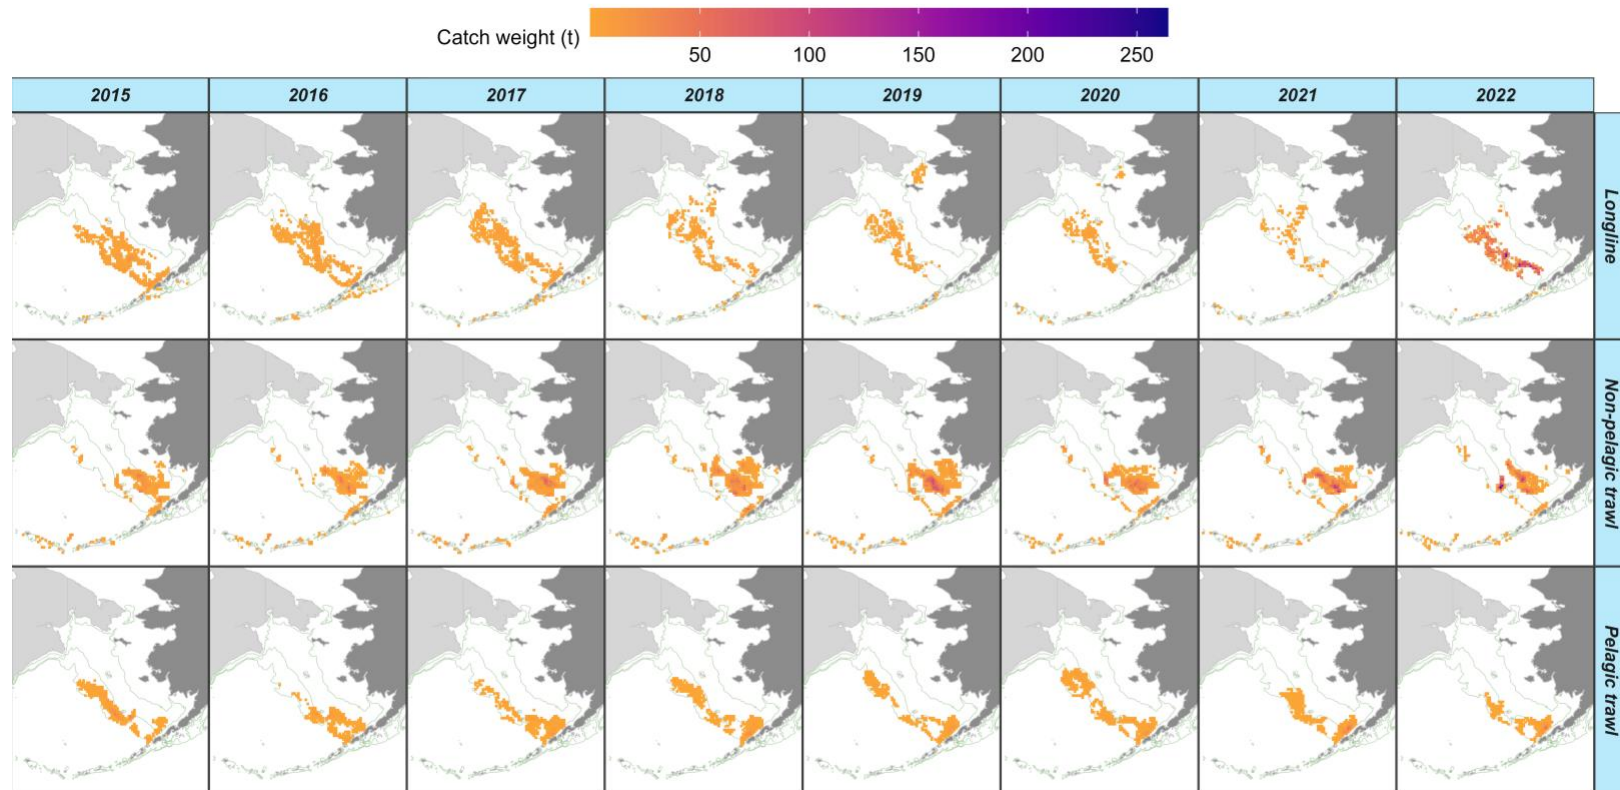 Catch weight (t)
50 100 150 200 250
2015 2016 2017 2018 2019 2020 2021 2022
Longline
Non-pelagic trawl
Pelagic trawl